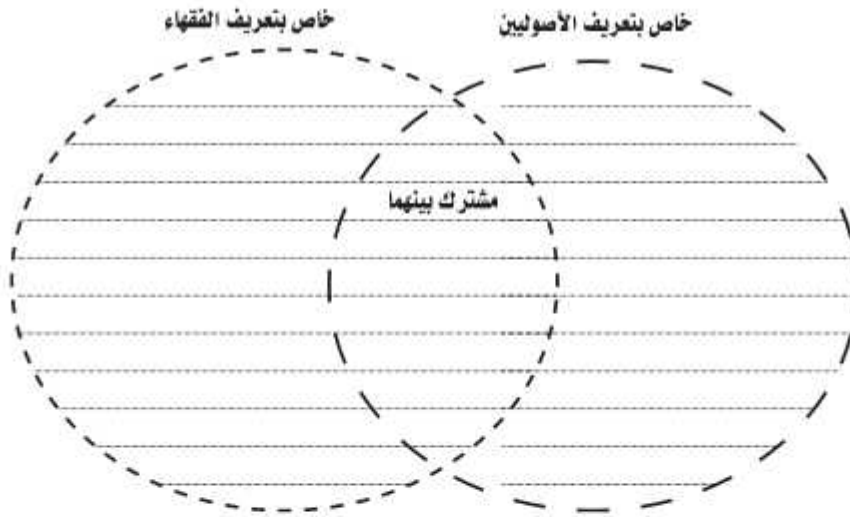 خاص بتعريف الأصوليين
خاص بتعريف الفقهاء
مشترك بينهما